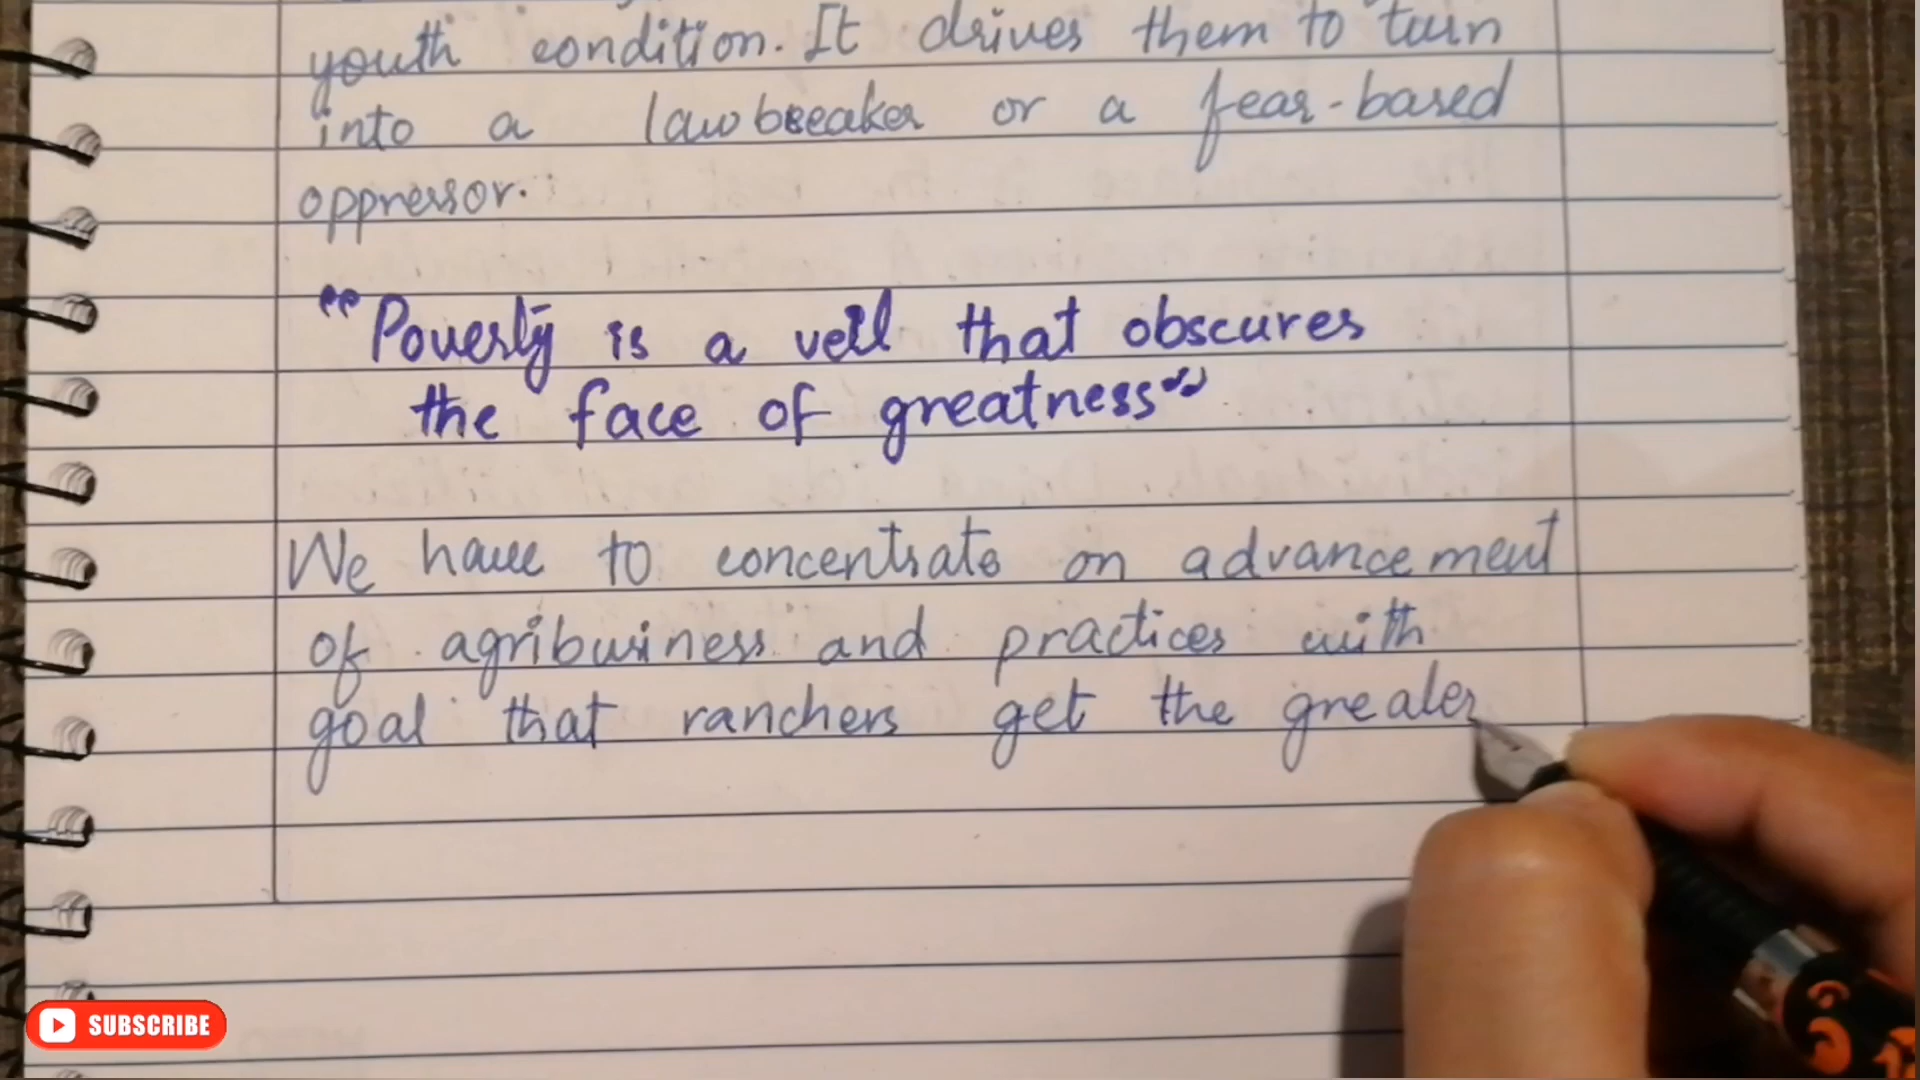 youth condition. It drives them to turn
into a lawbreaker or a fear-based
oppressor.
"Poverty is a veil that obscures
the face of greatness"
We have to concentrate on advancement
of agribusiness and practices with
goal that ranchers get the greater
SUBSCRIBE